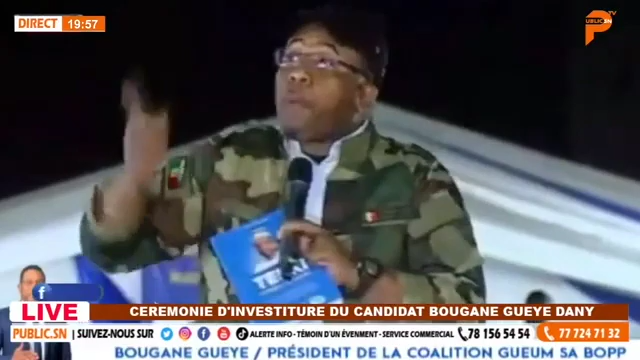 DIRECT 19:57
PUBLIC SN TV
LIVE CEREMONIE D'INVESTITURE DU CANDIDAT BOUGANE GUEYE DANY
PUBLIC.SN | SUIVEZ-NOUS SUR ALERTE INFO - TÉMOIN D'UN ÉVENMENT - SERVICE COMMERCIAL 78 156 54 54 77 724 71 32
BOUGANE GUEYE / PRÉSIDENT DE LA COALITION GUEUM SA BOPP